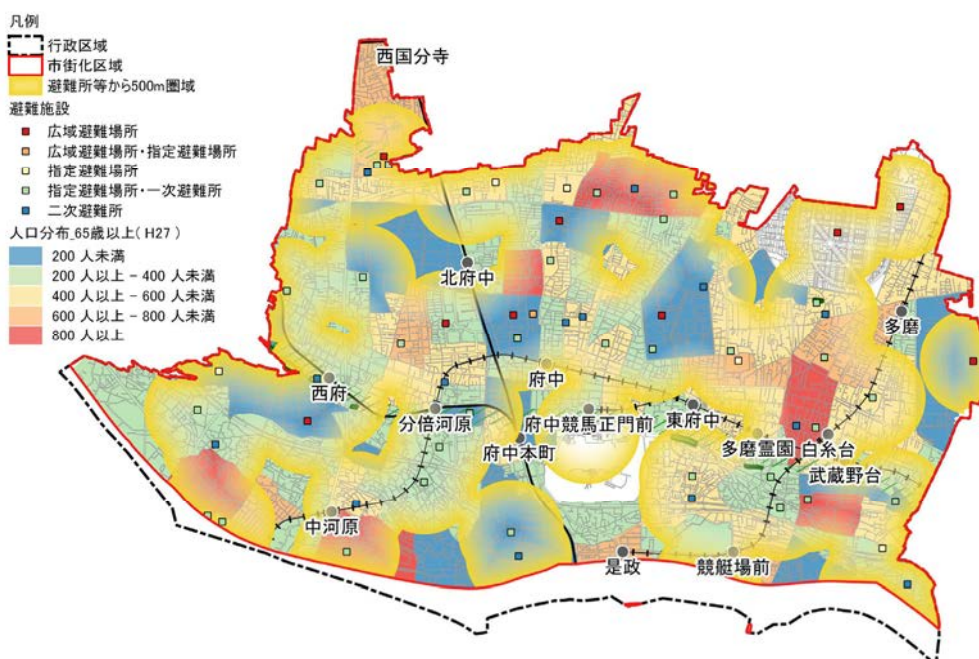 凡例
行政区域
市街化区域
避難所等から500m圏域
避難施設
広域避難場所
広域避難場所・指定避難場所
指定避難場所
指定避難場所・一次避難所
二次避難所
人口分布_65歳以上(H27)
200 人未満
200 人以上 - 400 人未満
400 人以上 - 600 人未満
600 人以上 - 800 人未満
800 人以上
西国分寺
北府中
多磨
府中
西府
分倍河原
府中競馬正門前
東府中
府中本町
多磨霊園
白糸台
武蔵野台
中河原
是政
競艇場前